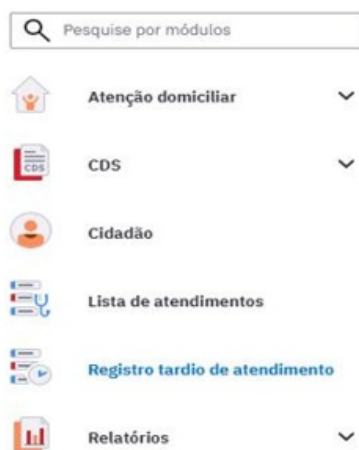 Pesquise por módulos
Atenção domiciliar
CDS
CDS
Cidadão
Lista de atendimentos
Registro tardio de atendimento
Relatórios